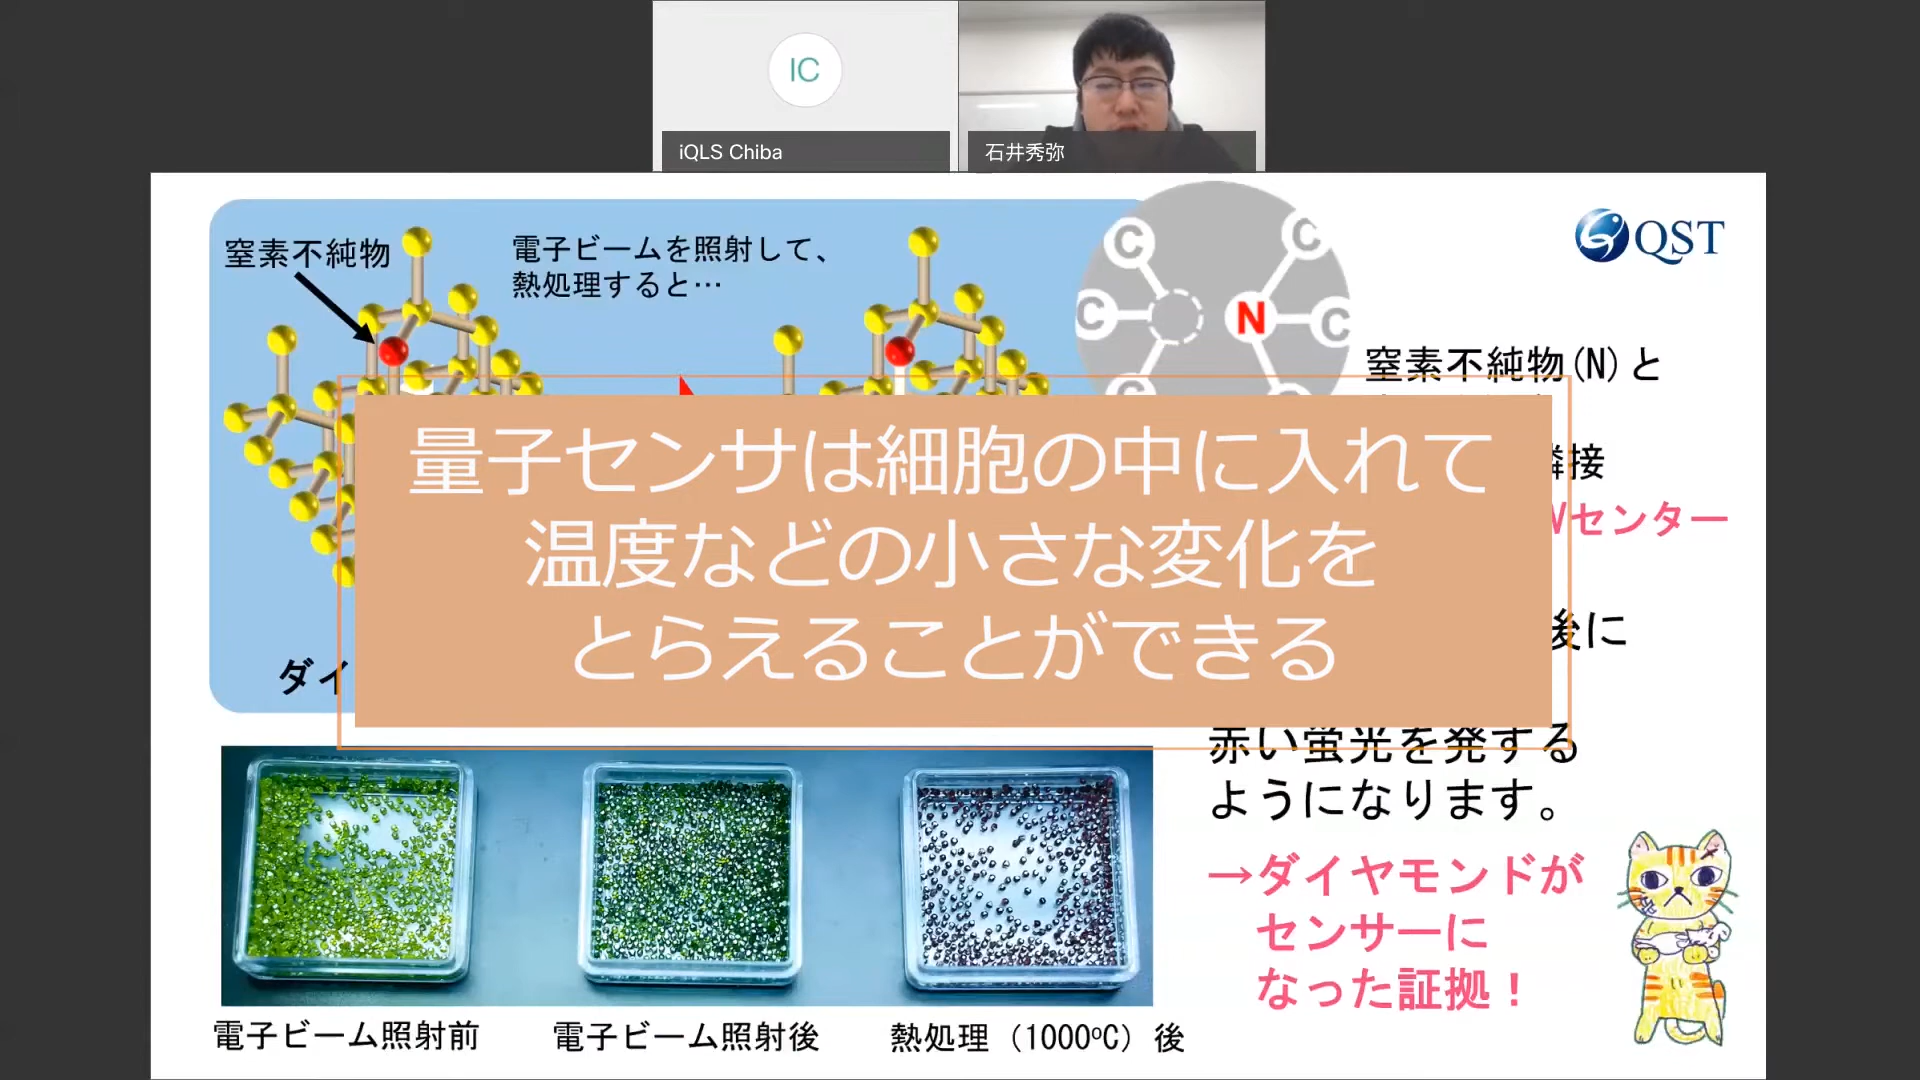 IC
iQLS Chiba
石井秀弥
窒素不純物
電子ビームを照射して、
熱処理すると…
C
C
C
N
C
C
QST
窒素不純物(N)と
隣接
Vセンター
量子センサは細胞の中に入れて
温度などの小さな変化を
とらえることができる
後に
ダイ
赤い蛍光を発する
ようになります。
→ダイヤモンドが
センサーに
なった証拠！
電子ビーム照射前
電子ビーム照射後
熱処理（1000ºC）後